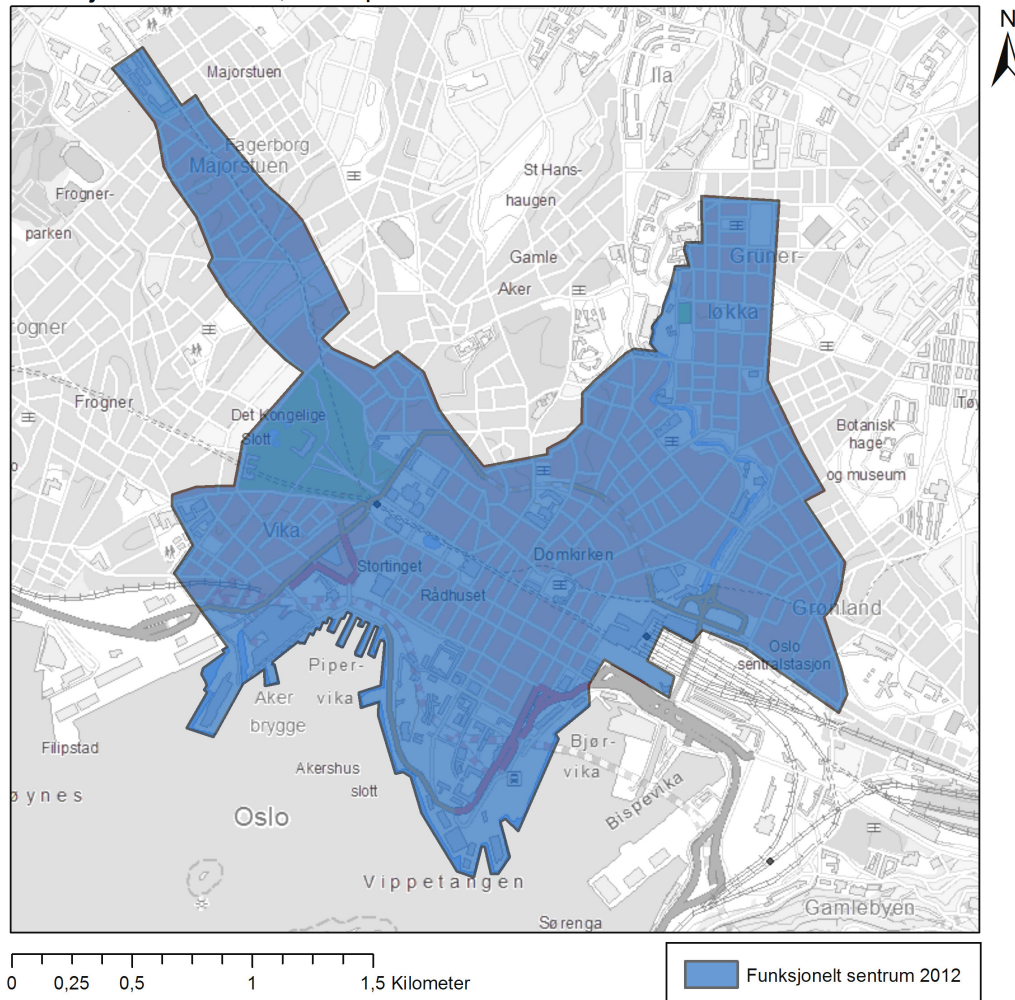 N
Majorstuen
Ila
Fagerborg
Majorstuen
St Hans-
haugen
Frogner-
parken
Gamle
Aker
Grüner-
løkka
ogner
Frogner
Det Kongelige
Slott
Botanisk
hage
og museum
Tøy
Vika
Stortinget
Domkirken
Rådhuset
Grønland
Oslo
sentralstasjon
Piper-
vika
Aker
brygge
Filipstad
Bjør-
vika
Akershus
slott
Bispevika
øynes
Oslo
Vippetangen
Gamlebyen
Sørenga
0 0,25 0,5 1 1,5 Kilometer
Funksjonelt sentrum 2012